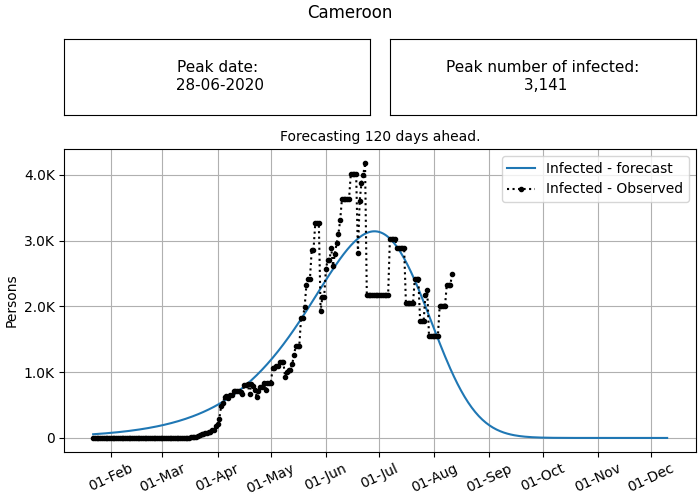 Cameroon
Peak date:
28-06-2020
Peak number of infected:
3,141
Forecasting 120 days ahead.
Infected - forecast
Infected - Observed
4.0K
3.0K
2.0K
1.0K
0
Persons
01-Feb
01-Mar
01-Apr
01-May
01-Jun
01-Jul
01-Aug
01-Sep
01-Oct
01-Nov
01-Dec